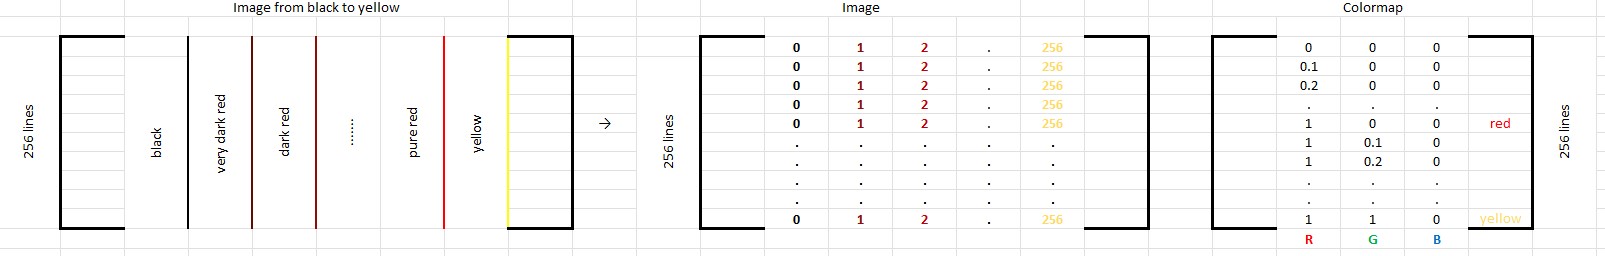 Image from black to yellow
256 lines
black
very dark red
dark red
.......
pure red
yellow
→
Image
256 lines
0 1 2 . 256
0 1 2 . 256
0 1 2 . 256
0 1 2 . 256
0 1 2 . 256
. . . . .
. . . . .
. . . . .
. . . . .
0 1 2 . 256
Colormap
0 0 0
0.1 0 0
0.2 0 0
. . .
1 0 0 red
1 0.1 0
1 0.2 0
. . .
. . .
1 1 0 yellow
R G B
256 lines